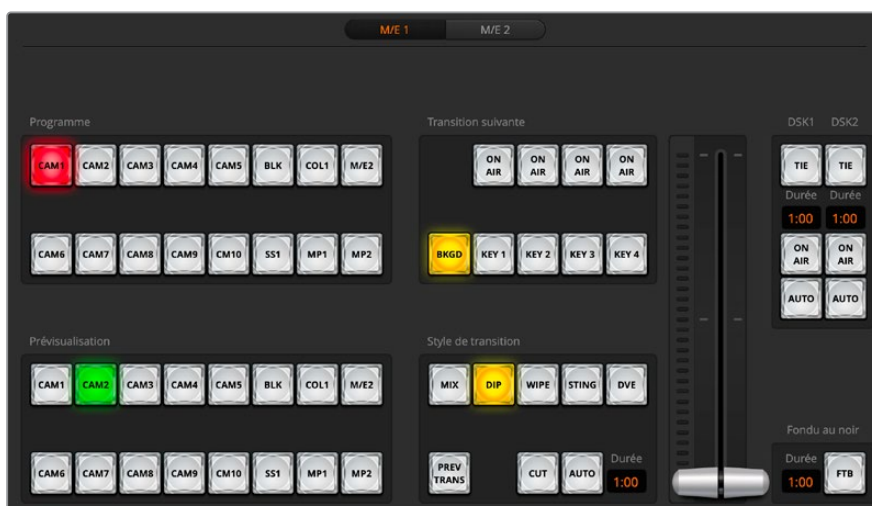 M/E 1 M/E 2
Programme Transition suivante DSK1 DSK2
CAM1 CAM2 CAM3 CAM4 CAM5 BLK COL1 M/E2 ON AIR ON AIR ON AIR ON AIR TIE TIE
Durée Durée
1:00 1:00
CAM6 CAM7 CAM8 CAM9 CM10 SS1 MP1 MP2 BKGD KEY 1 KEY 2 KEY 3 KEY 4 ON AIR ON AIR
AUTO AUTO
Prévisualisation Style de transition
CAM1 CAM2 CAM3 CAM4 CAM5 BLK COL1 M/E2 MIX DIP WIPE STING DVE
Fondu au noir
CAM6 CAM7 CAM8 CAM9 CM10 SS1 MP1 MP2 PREV TRANS CUT AUTO Durée 1:00 Durée 1:00 FTB